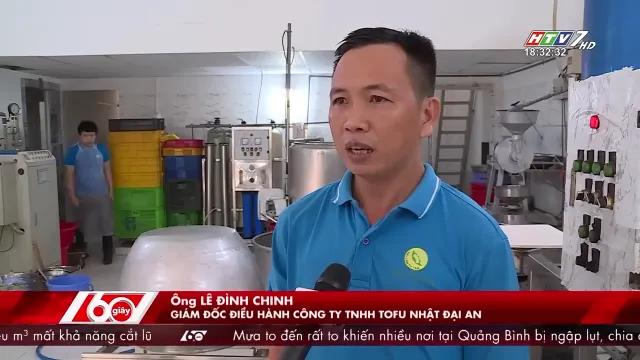 HTV7 HD
18:32:32
Ông LÊ ĐÌNH CHINH
GIÁM ĐỐC ĐIỀU HÀNH CÔNG TY TNHH TOFU NHẬT ĐẠI AN
60 giây
m³ mất khả năng cắt lũ
Mưa to đến rất to khiến nhiều nơi tại Quảng Bình bị ngập lụt, chia